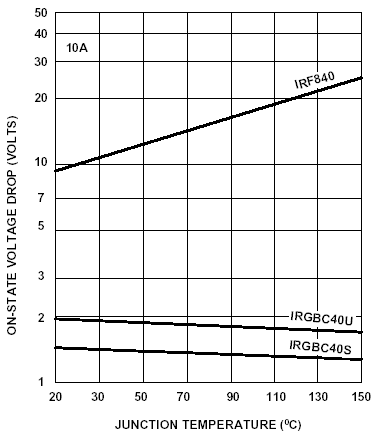 50
40
30
10A
IRF840
20
10
7
5
3
2
IRGBC40U
IRGBC40S
1
20 30 50 70 90 110 130 150
ON-STATE VOLTAGE DROP (VOLTS)
JUNCTION TEMPERATURE (⁰C)